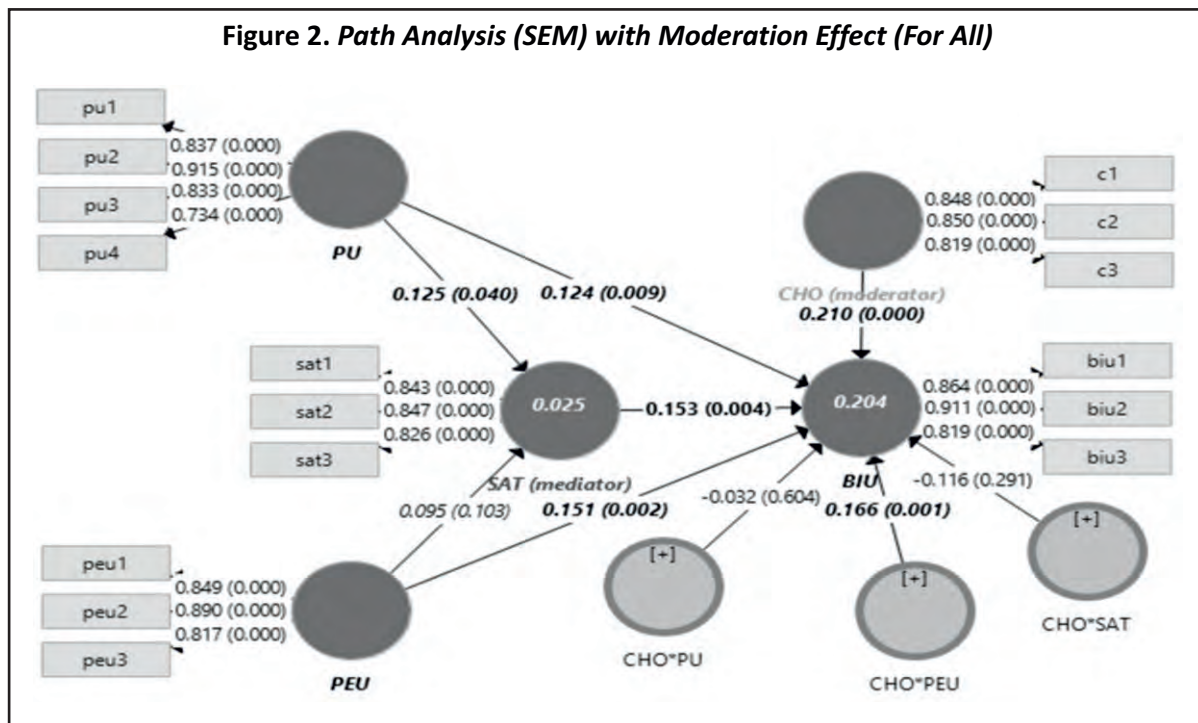 Figure 2. Path Analysis (SEM) with Moderation Effect (For All)
pu1
pu2
pu3
pu4
0.837 (0.000)
0.915 (0.000)
0.833 (0.000)
0.734 (0.000)
PU
0.848 (0.000)
0.850 (0.000)
0.819 (0.000)
c1
c2
c3
CHO (moderator)
0.210 (0.000)
0.125 (0.040)
0.124 (0.009)
sat1
sat2
sat3
0.843 (0.000)
0.847 (0.000)
0.826 (0.000)
0.025
SAT (mediator)
0.153 (0.004)
0.204
BIU
0.864 (0.000)
0.911 (0.000)
0.819 (0.000)
biu1
biu2
biu3
0.095 (0.103)
0.151 (0.002)
-0.032 (0.604)
0.166 (0.001)
-0.116 (0.291)
peu1
peu2
peu3
0.849 (0.000)
0.890 (0.000)
0.817 (0.000)
PEU
[+]
CHO*PU
[+]
CHO*PEU
[+]
CHO*SAT